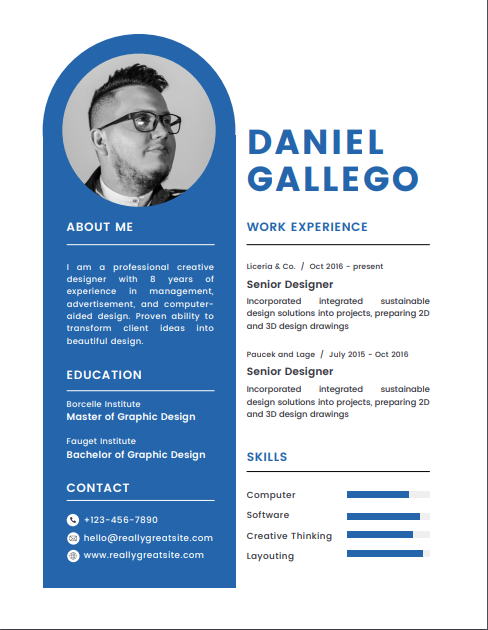 DANIEL
GALLEGO
ABOUT ME
I am a professional creative
designer with 8 years of
experience in management,
advertisement, and computer-
aided design. Proven ability to
transform client ideas into
beautiful design.
EDUCATION
Borcelle Institute
Master of Graphic Design
Fauget Institute
Bachelor of Graphic Design
CONTACT
+123-456-7890
hello@reallygreatsite.com
www.reallygreatsite.com
WORK EXPERIENCE
Liceria & Co. / Oct 2016 - present
Senior Designer
Incorporated integrated sustainable
design solutions into projects, preparing 2D
and 3D design drawings
Paucek and Lage / July 2015 - Oct 2016
Senior Designer
Incorporated integrated sustainable
design solutions into projects, preparing 2D
and 3D design drawings
SKILLS
Computer
Software
Creative Thinking
Layouting